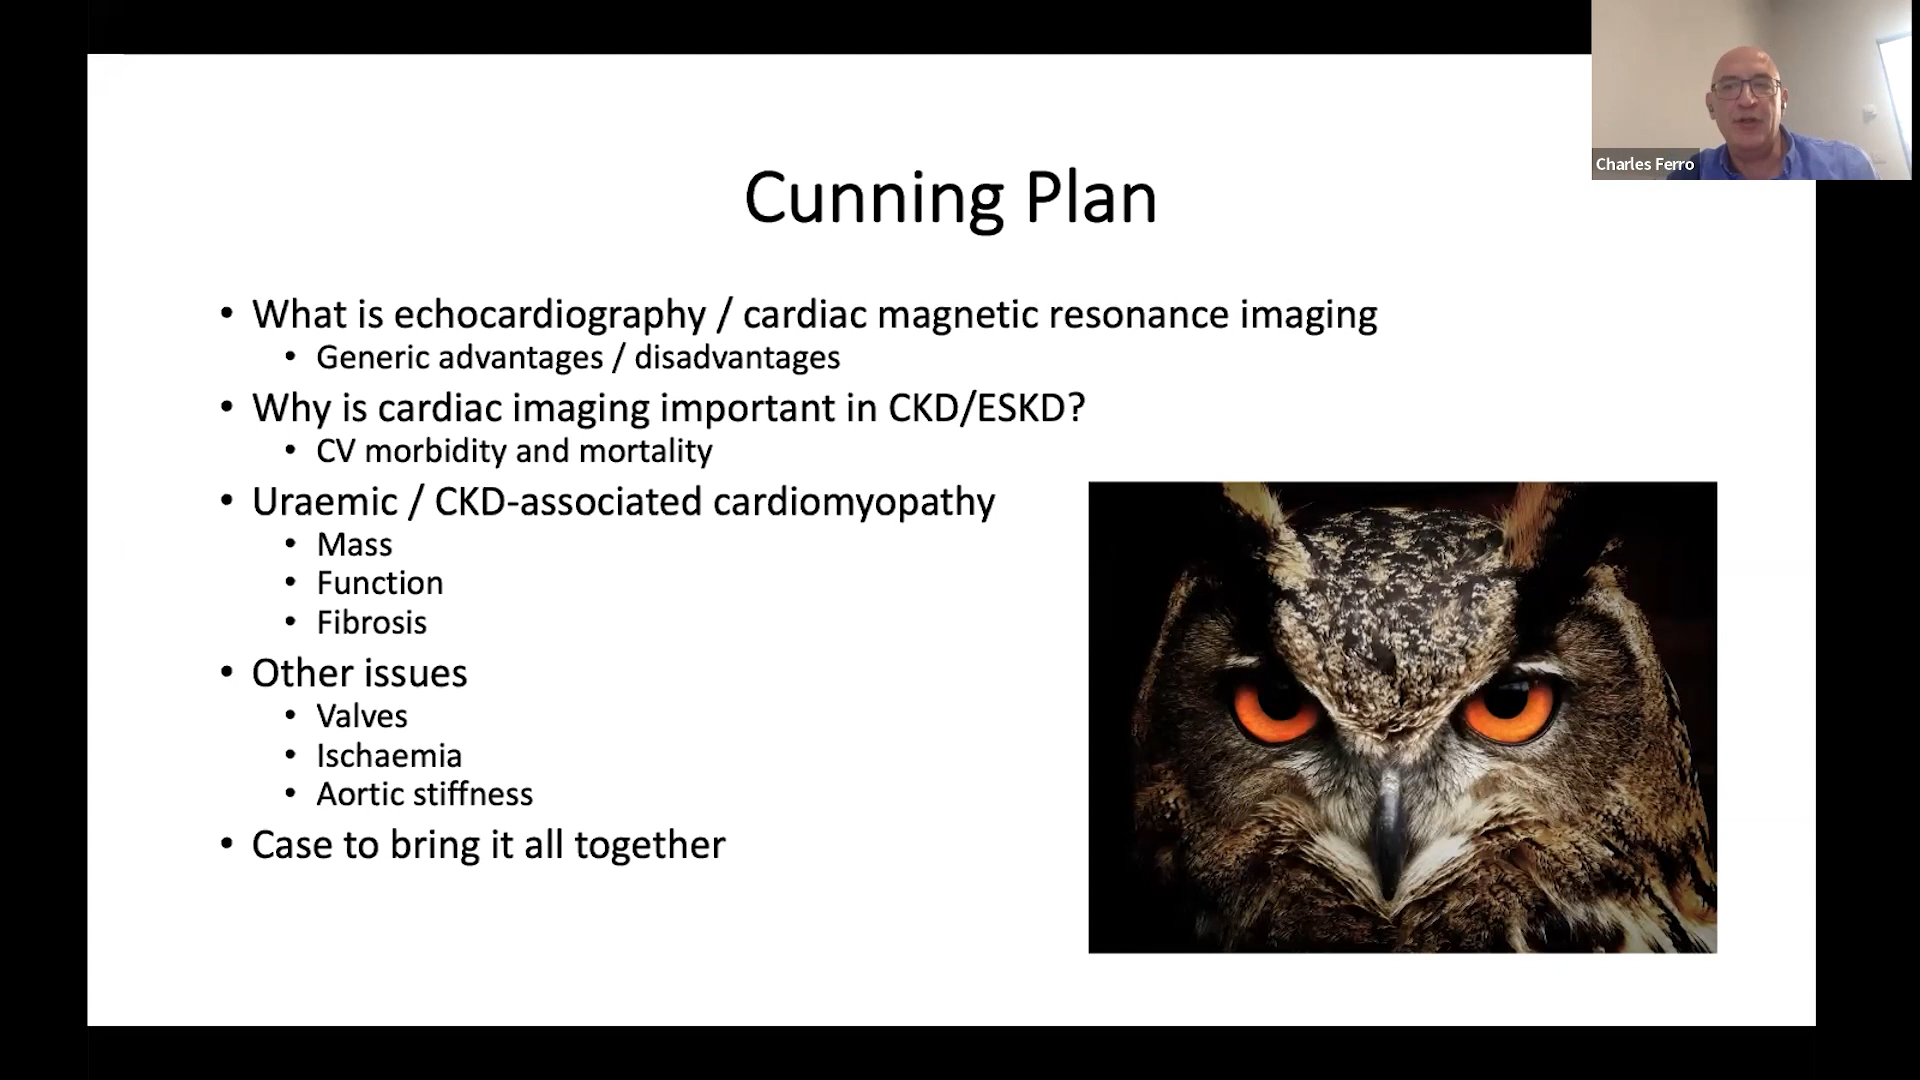 Charles Ferro
Cunning Plan
• What is echocardiography / cardiac magnetic resonance imaging
• Generic advantages / disadvantages
• Why is cardiac imaging important in CKD/ESKD?
• CV morbidity and mortality
• Uraemic / CKD-associated cardiomyopathy
• Mass
• Function
• Fibrosis
• Other issues
• Valves
• Ischaemia
• Aortic stiffness
• Case to bring it all together